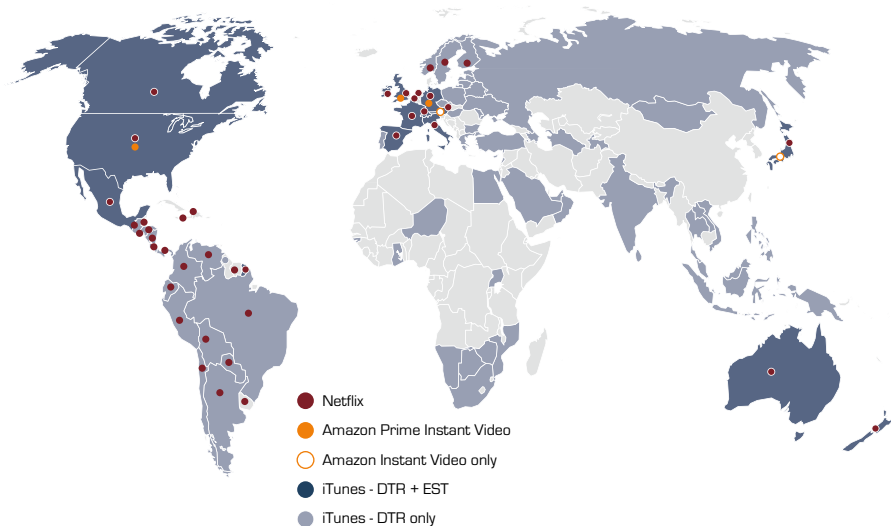 Netflix
Amazon Prime Instant Video
Amazon Instant Video only
iTunes - DTR + EST
iTunes - DTR only